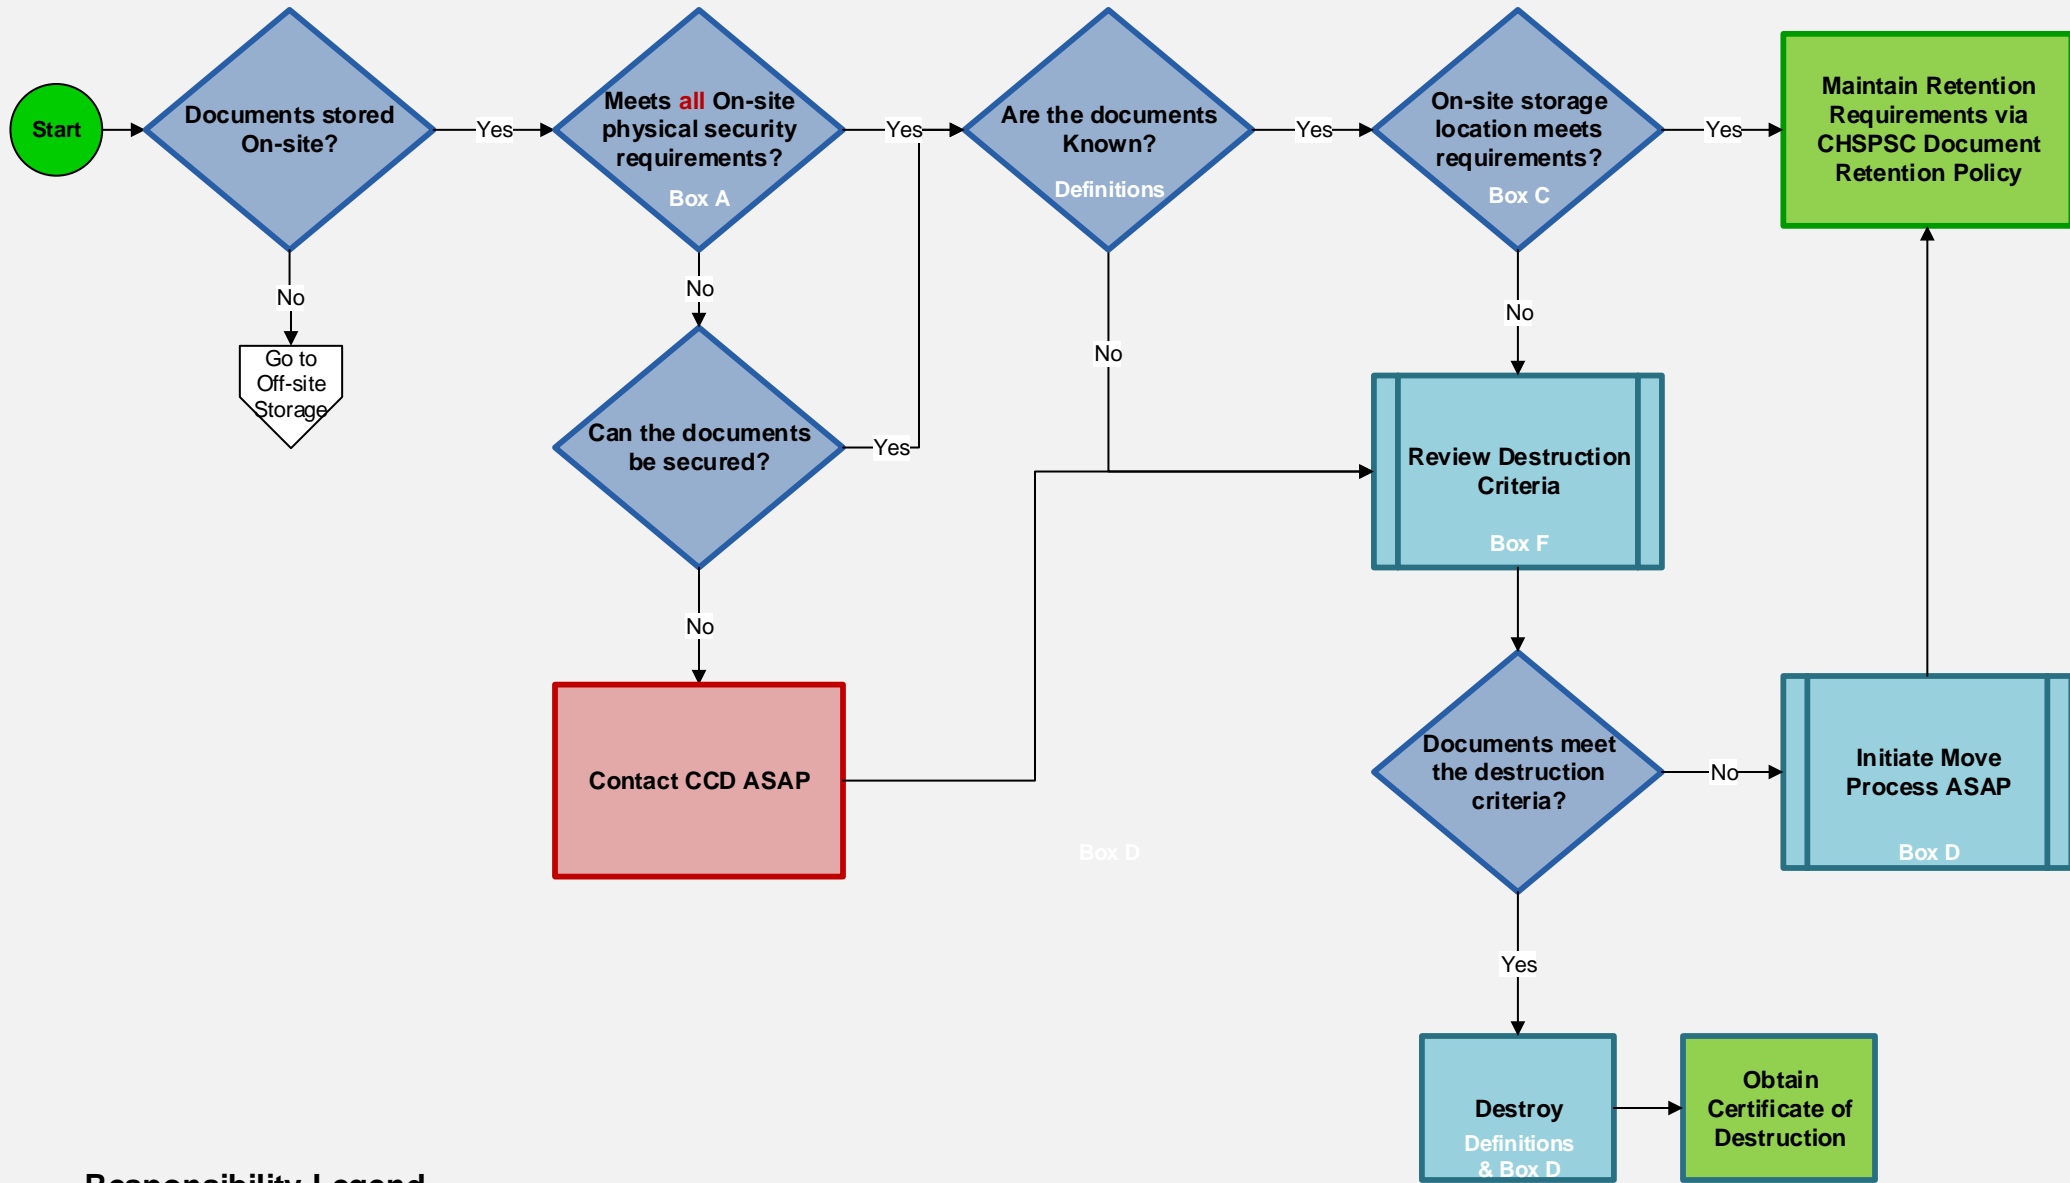 Start
Documents stored
On-site?
Yes
Meets all On-site
physical security
requirements?
Box A
Yes
Are the documents
Known?
Definitions
Yes
On-site storage
location meets
requirements?
Box C
Yes
Maintain Retention
Requirements via
CHSPSC Document
Retention Policy
No
Go to
Off-site
Storage
No
Can the documents
be secured?
Yes
No
No
Review Destruction
Criteria
Box F
No
Contact CCD ASAP
Box D
Documents meet
the destruction
criteria?
No
Initiate Move
Process ASAP
Box D
Yes
Destroy
Definitions
& Box D
Obtain
Certificate of
Destruction
Responsibility Legend